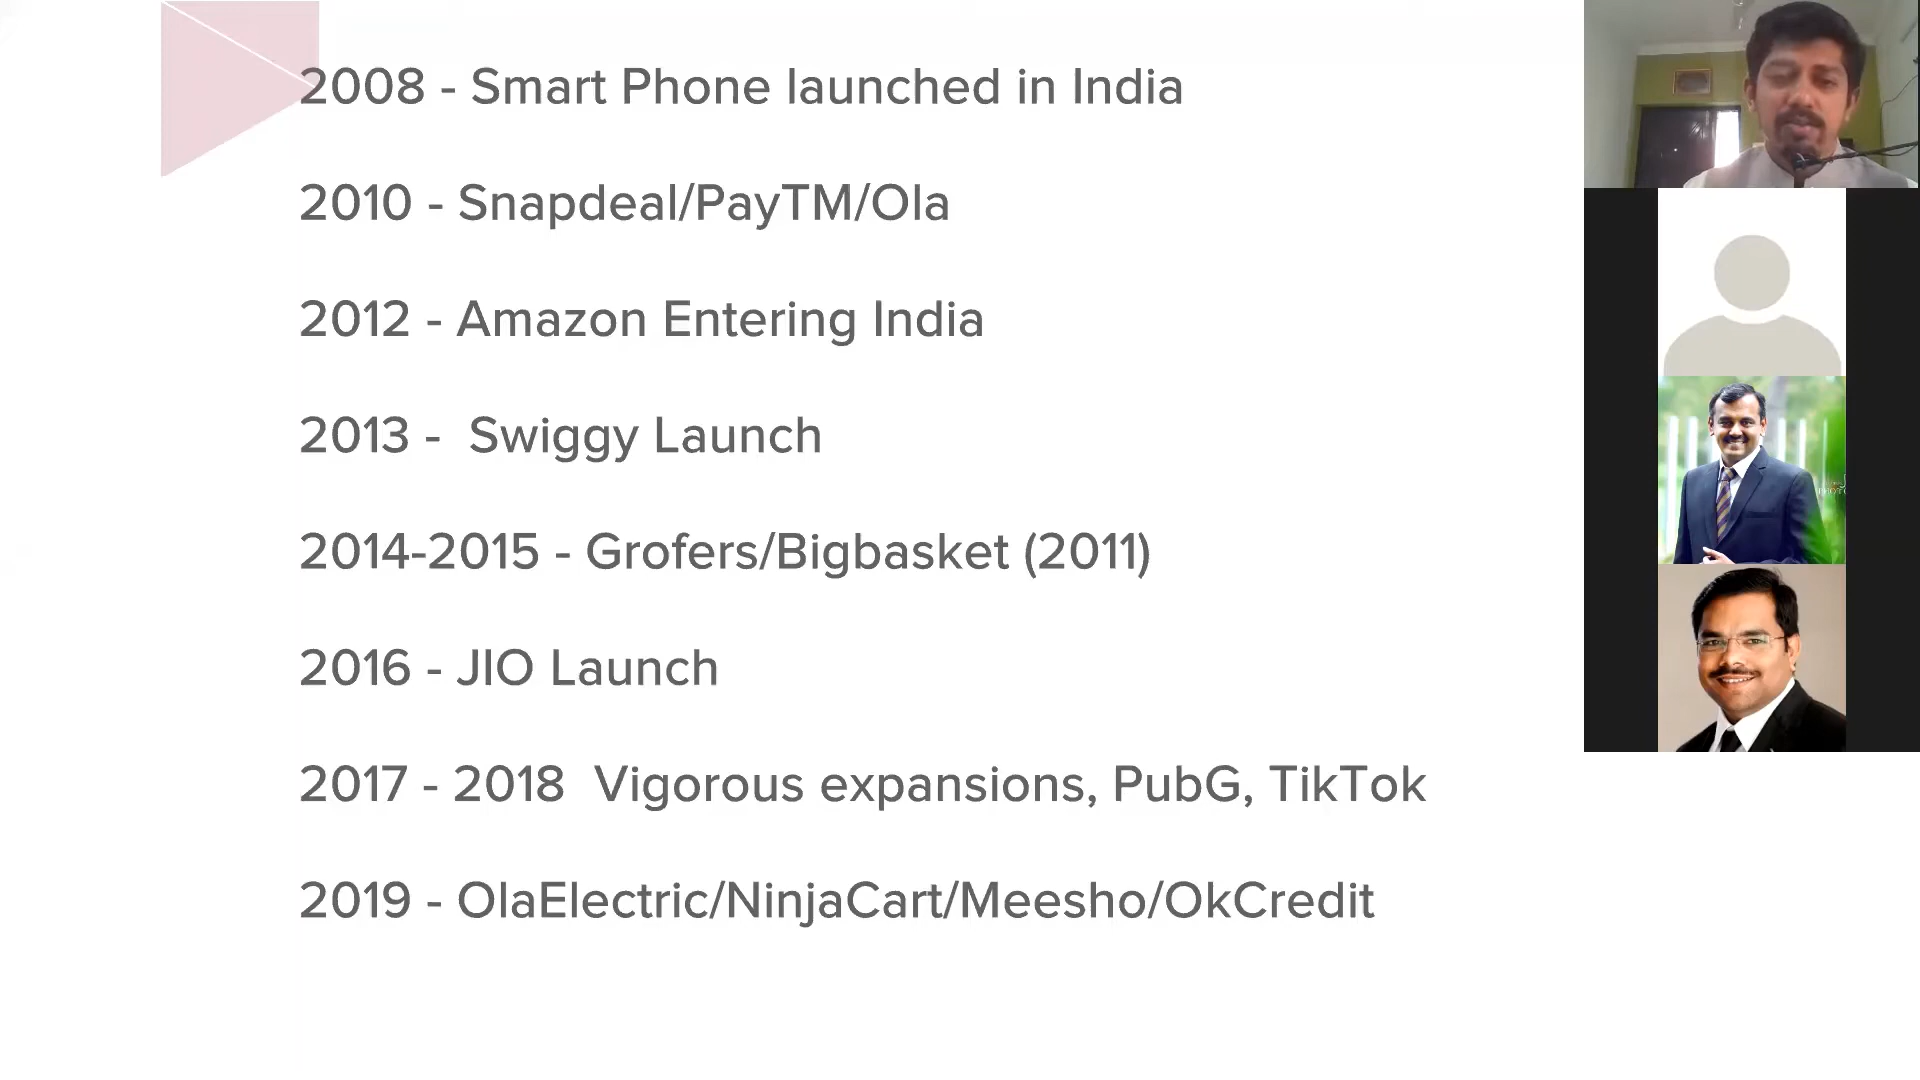 2008 - Smart Phone launched in India
2010 - Snapdeal/PayTM/Ola
2012 - Amazon Entering India
2013 -  Swiggy Launch
2014-2015 - Grofers/Bigbasket (2011)
2016 - JIO Launch
2017 - 2018  Vigorous expansions, PubG, TikTok
2019 - OlaElectric/NinjaCart/Meesho/OkCredit